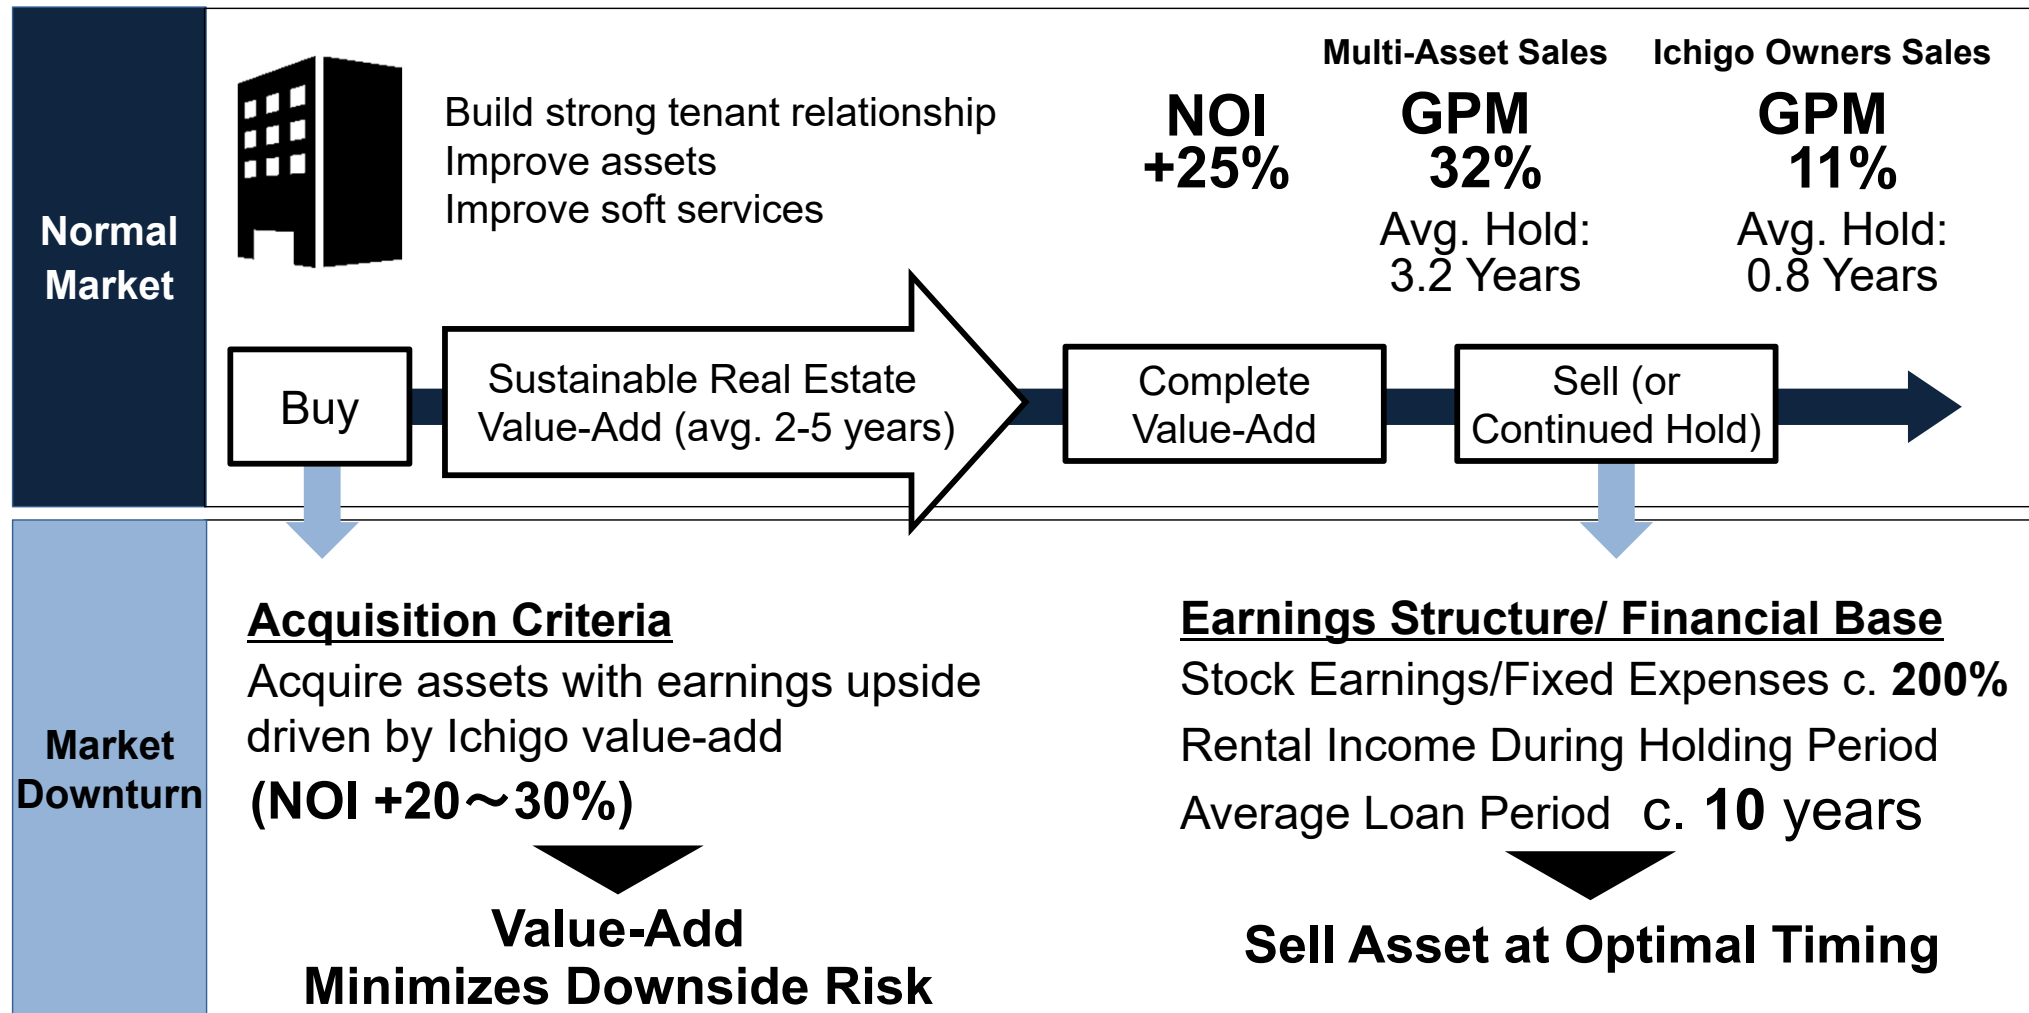 Normal
Market
Build strong tenant relationship
Improve assets
Improve soft services
NOI
+25%
Multi-Asset Sales
GPM
32%
Avg. Hold:
3.2 Years
Ichigo Owners Sales
GPM
11%
Avg. Hold:
0.8 Years
Buy
Sustainable Real Estate
Value-Add (avg. 2-5 years)
Complete
Value-Add
Sell (or
Continued Hold)
Market
Downturn
Acquisition Criteria
Acquire assets with earnings upside
driven by Ichigo value-add
(NOI +20～30%)
Value-Add
Minimizes Downside Risk
Earnings Structure/ Financial Base
Stock Earnings/Fixed Expenses c. 200%
Rental Income During Holding Period
Average Loan Period c. 10 years
Sell Asset at Optimal Timing